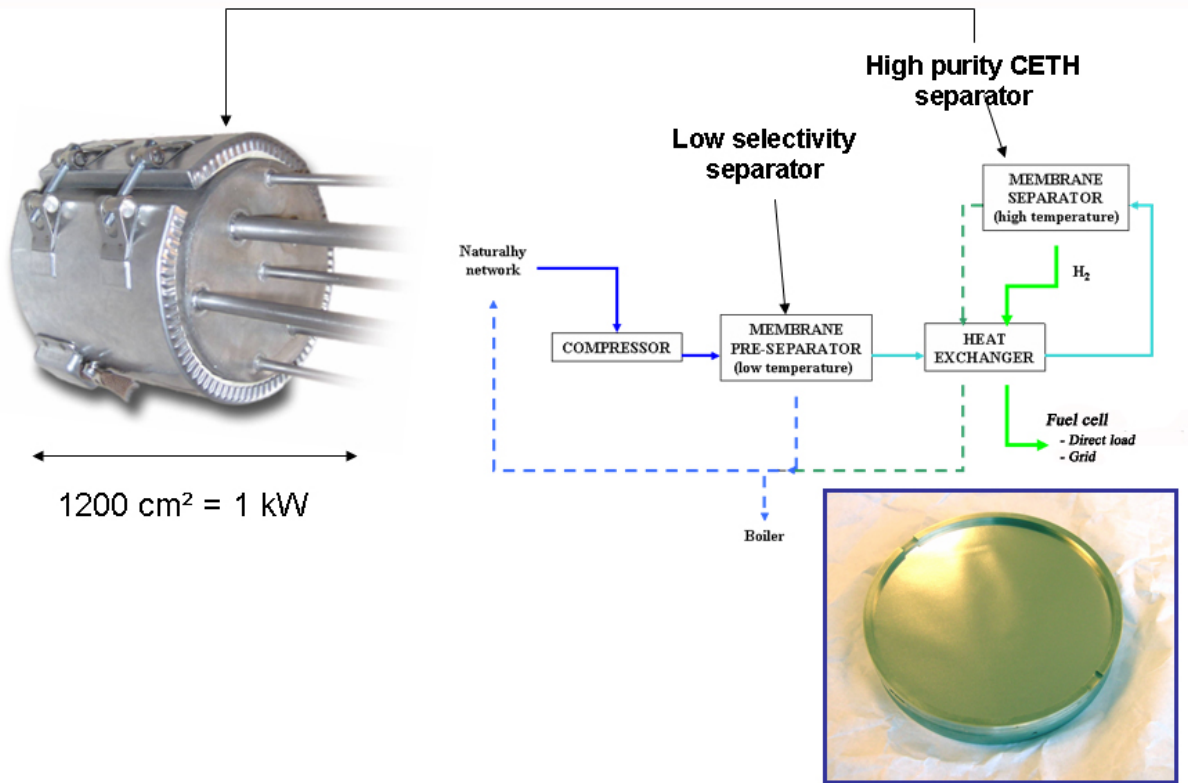 High purity CETH
separator
Low selectivity
separator
MEMBRANE
SEPARATOR
(high temperature)
Naturalhy
network
H₂
COMPRESSOR
MEMBRANE
PRE-SEPARATOR
(low temperature)
HEAT
EXCHANGER
Fuel cell
- Direct load
- Grid
1200 cm² = 1 kW
Boiler